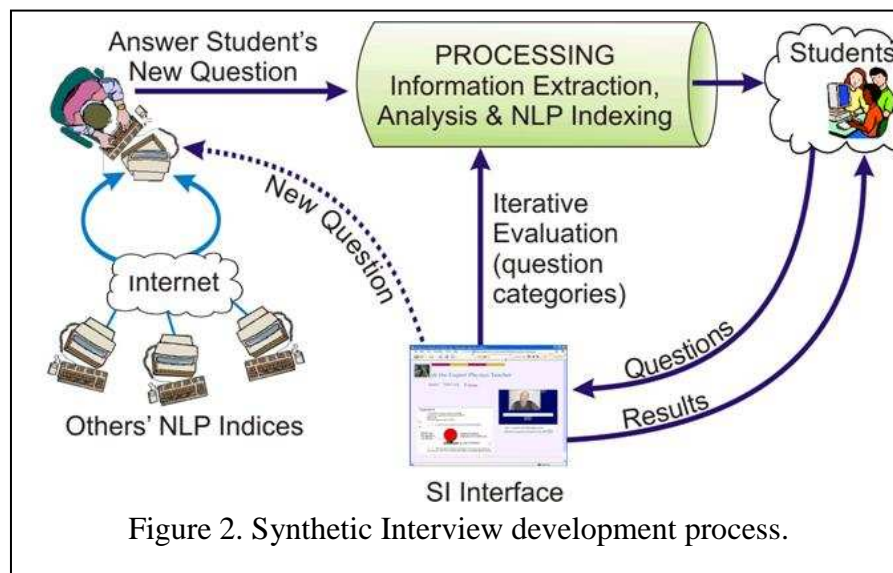 Answer Student's
New Question
PROCESSING
Information Extraction,
Analysis & NLP Indexing
Students
New Question
Iterative
Evaluation
(question
categories)
Internet
Questions
Results
Others' NLP Indices
SI Interface
Figure 2. Synthetic Interview development process.